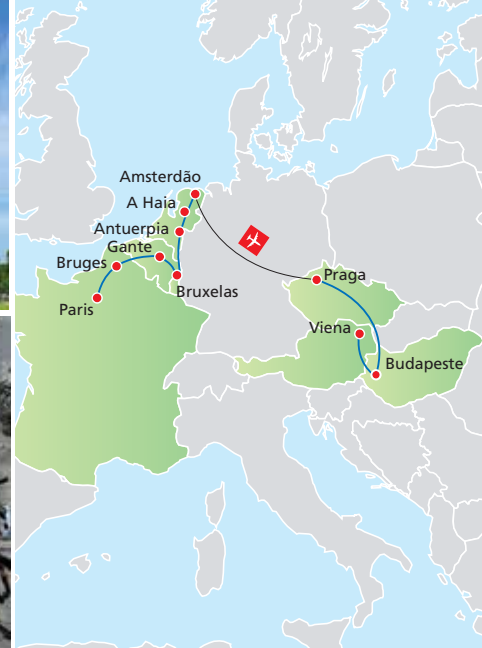 Amsterdão
A Haia
Antuerpia
Gante
Bruges
Bruxelas
Paris
Praga
Viena
Budapeste